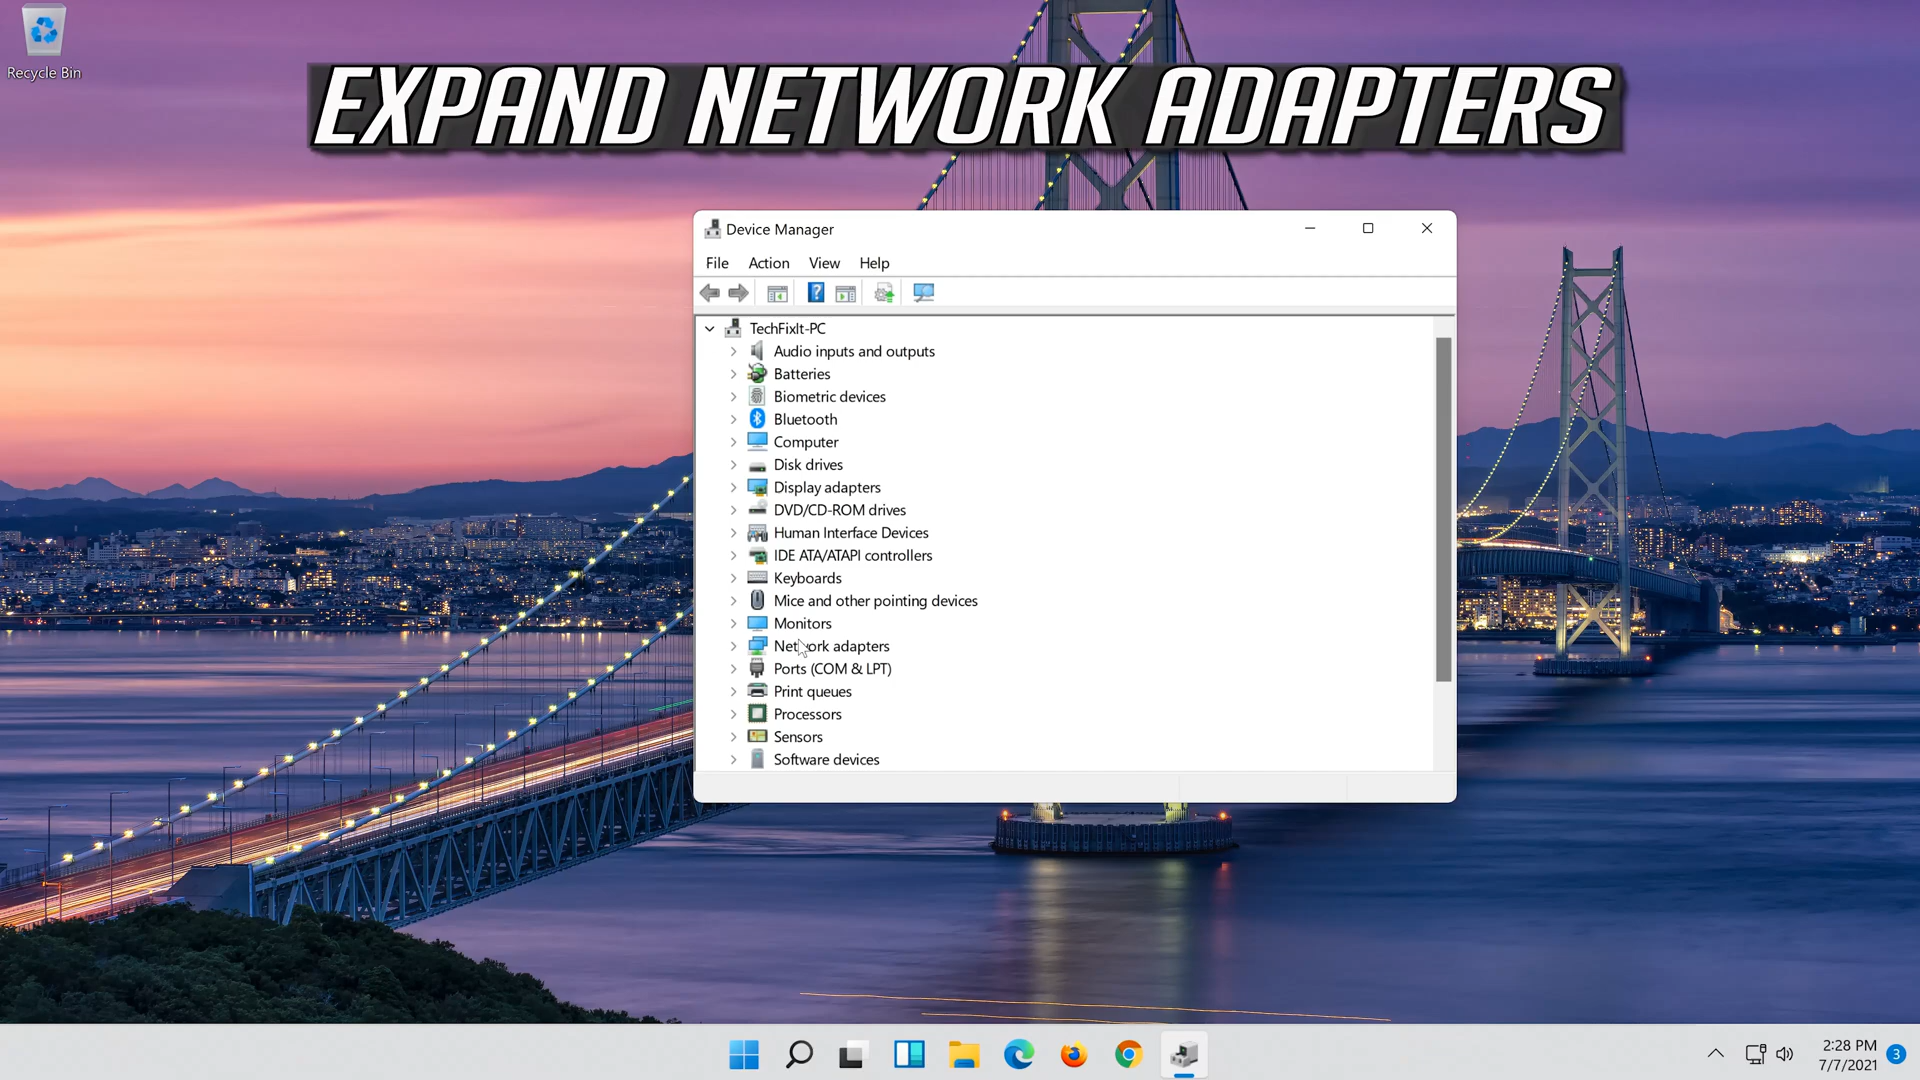 Recycle Bin
EXPAND NETWORK ADAPTERS
Device Manager
File Action View Help
TechFixIt-PC
Audio inputs and outputs
Batteries
Biometric devices
Bluetooth
Computer
Disk drives
Display adapters
DVD/CD-ROM drives
Human Interface Devices
IDE ATA/ATAPI controllers
Keyboards
Mice and other pointing devices
Monitors
Network adapters
Ports (COM & LPT)
Print queues
Processors
Sensors
Software devices
2:28 PM
7/7/2021
3